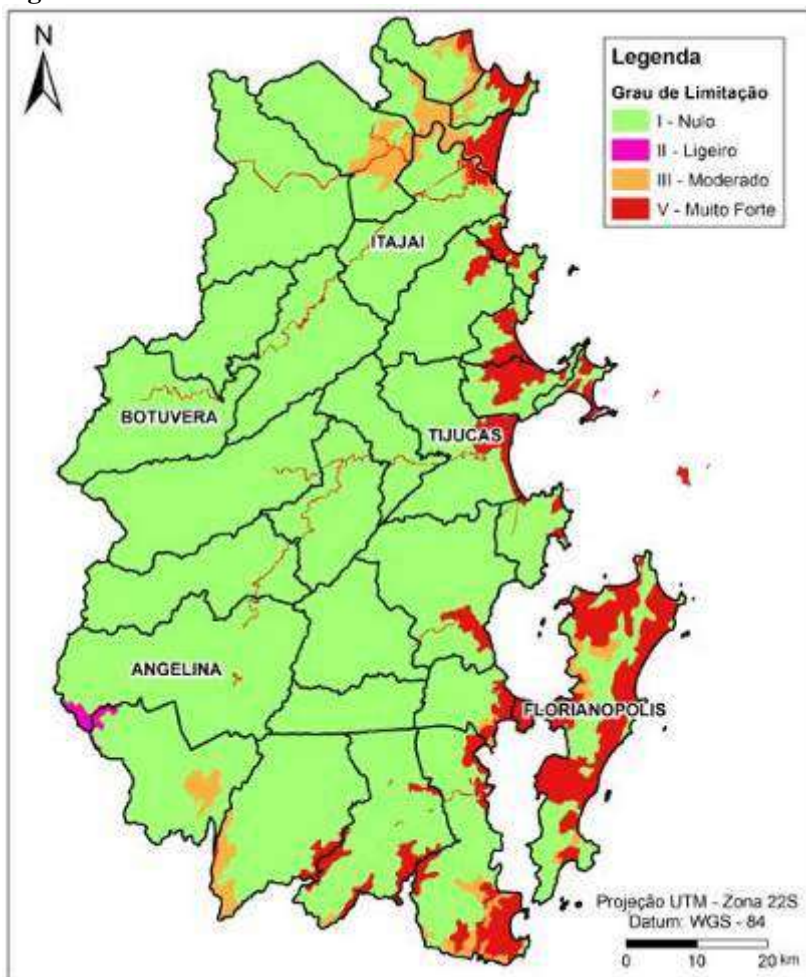 N
Legenda
Grau de Limitação
I - Nulo
II - Ligeiro
III - Moderado
V - Muito Forte
ITAJAI
BOTUVERA
TIJUCAS
ANGELINA
FLORIANOPOLIS
Projeção UTM - Zona 22S
Datum: WGS - 84
0 10 20 km